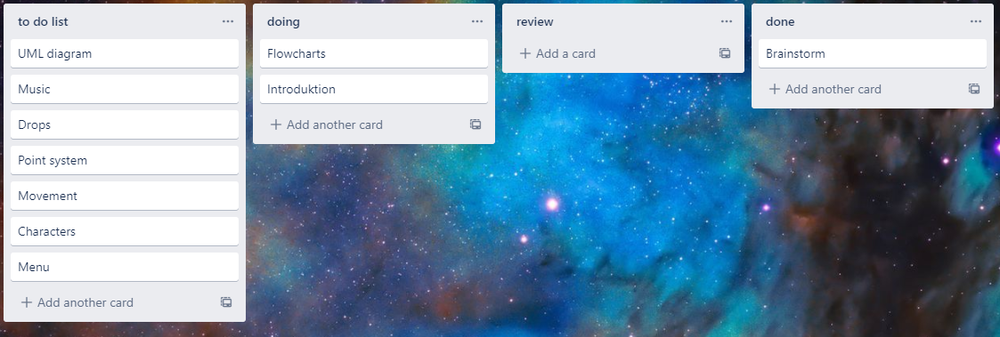 to do list
UML diagram
Music
Drops
Point system
Movement
Characters
Menu
Add another card
doing
Flowcharts
Introduktion
Add another card
review
Add a card
done
Brainstorm
Add another card